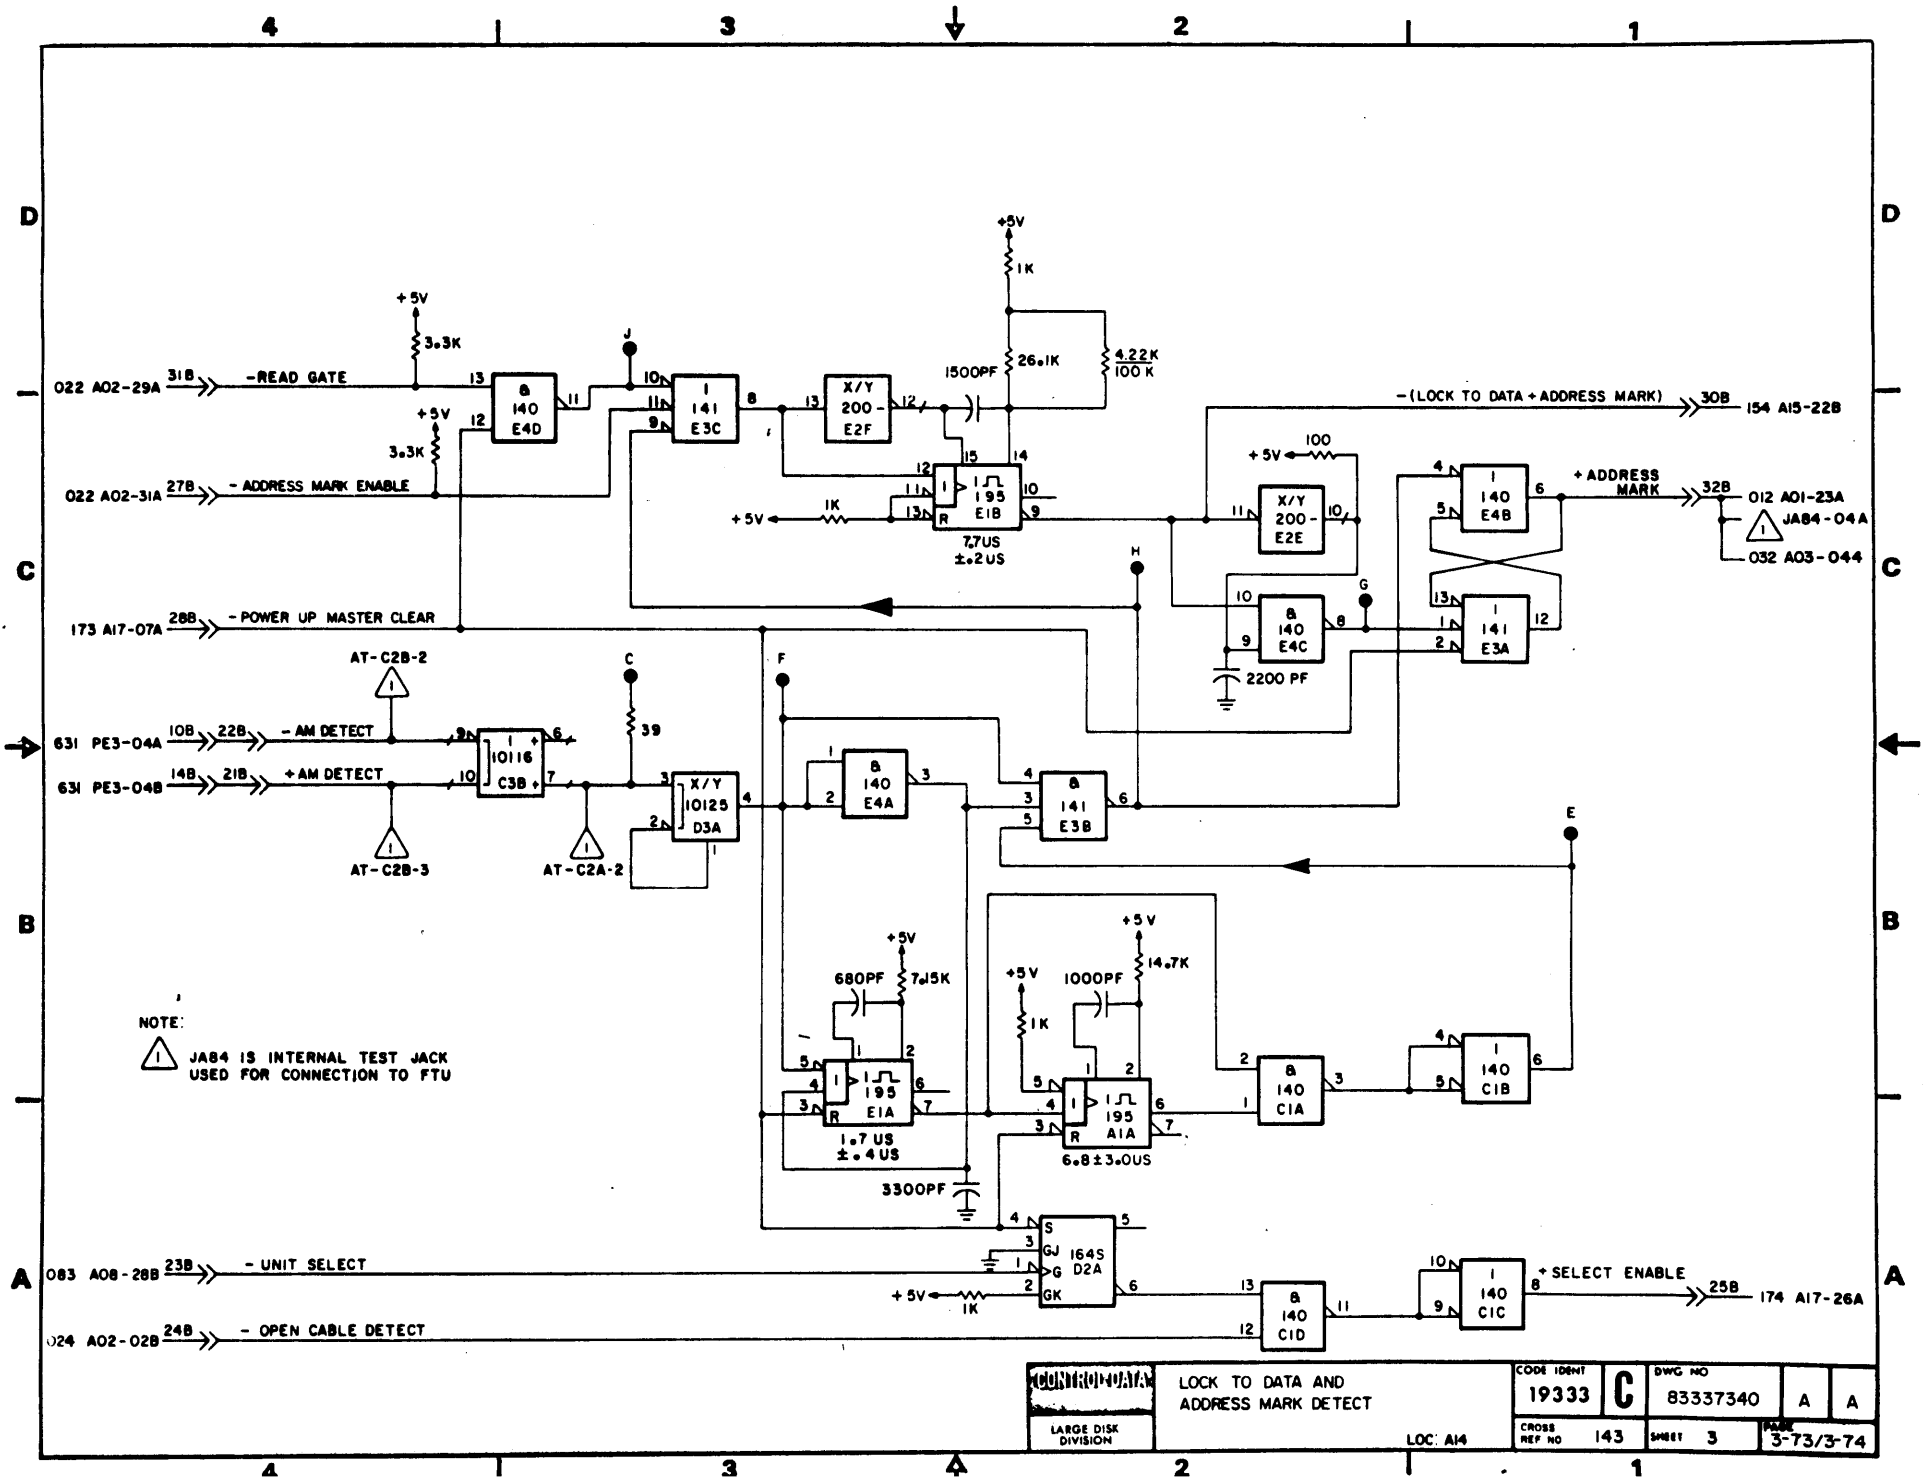 4 3 2 1
D D
+5V
1K
+5V
3.3K
J
26.1K
4.22K
100 K
1500PF
022 A02-29A 31B -READ GATE 13
& 140 E4D 11
12
10 11 9 1 141 E3C 8
13 X/Y 200- E2F 12
-(LOCK TO DATA + ADDRESS MARK) 30B 154 A15-22B
+5V
3.3K
15 14
+5V 100
022 A02-31A 27B - ADDRESS MARK ENABLE
12 11 13 1 R 1 195 E1B 10 9
+5V 1K
7.7US
±.2US
11 X/Y 200- E2E 10
4 5 1 140 E4B 6
+ ADDRESS
MARK
32B 012 A01-23A
1 JA84-04A
032 A03-044
C C
H
G
10 9 & 140 E4C 8
2200 PF
13 1 2 1 141 E3A 12
173 A17-07A 28B - POWER UP MASTER CLEAR
AT-C2B-2
1
C
39
F
631 PE3-04A 10B 22B - AM DETECT 9
1 10116 C3B + + 6 7
631 PE3-04B 14B 21B + AM DETECT 10
1
AT-C2B-3
1
AT-C2A-2
3 2 X/Y 10125 D3A 4 1
1 2 & 140 E4A 3
4 3 5 & 141 E3B 6
E
B B
+5V
680PF 7.15K
+5V
1K
+5V
1000PF 14.7K
1 2
5 4 3 1 R 1 195 E1A 6 7
1.7 US
±.4 US
1 2
5 4 3 1 R 1 195 A1A 6 7
6.8±3.0US
2 1 & 140 C1A 3
4 5 1 140 C1B 6
3300PF
NOTE:
1 JA84 IS INTERNAL TEST JACK
USED FOR CONNECTION TO FTU
4 S 5
3 GJ 164S
1 G D2A
2 GK 6
+5V 1K
A A
083 A08-28B 23B - UNIT SELECT
024 A02-02B 24B - OPEN CABLE DETECT
13 12 & 140 C1D 11
10 9 1 140 C1C 8
+ SELECT ENABLE 25B 174 A17-26A
CONTROL DATA
LARGE DISK
DIVISION
LOCK TO DATA AND
ADDRESS MARK DETECT
LOC: A14
CODE IDENT
19333
C
DWG NO
83337340
A A
CROSS
REF NO 143
SHEET 3
PAGE
3-73/3-74
4 3 2 1